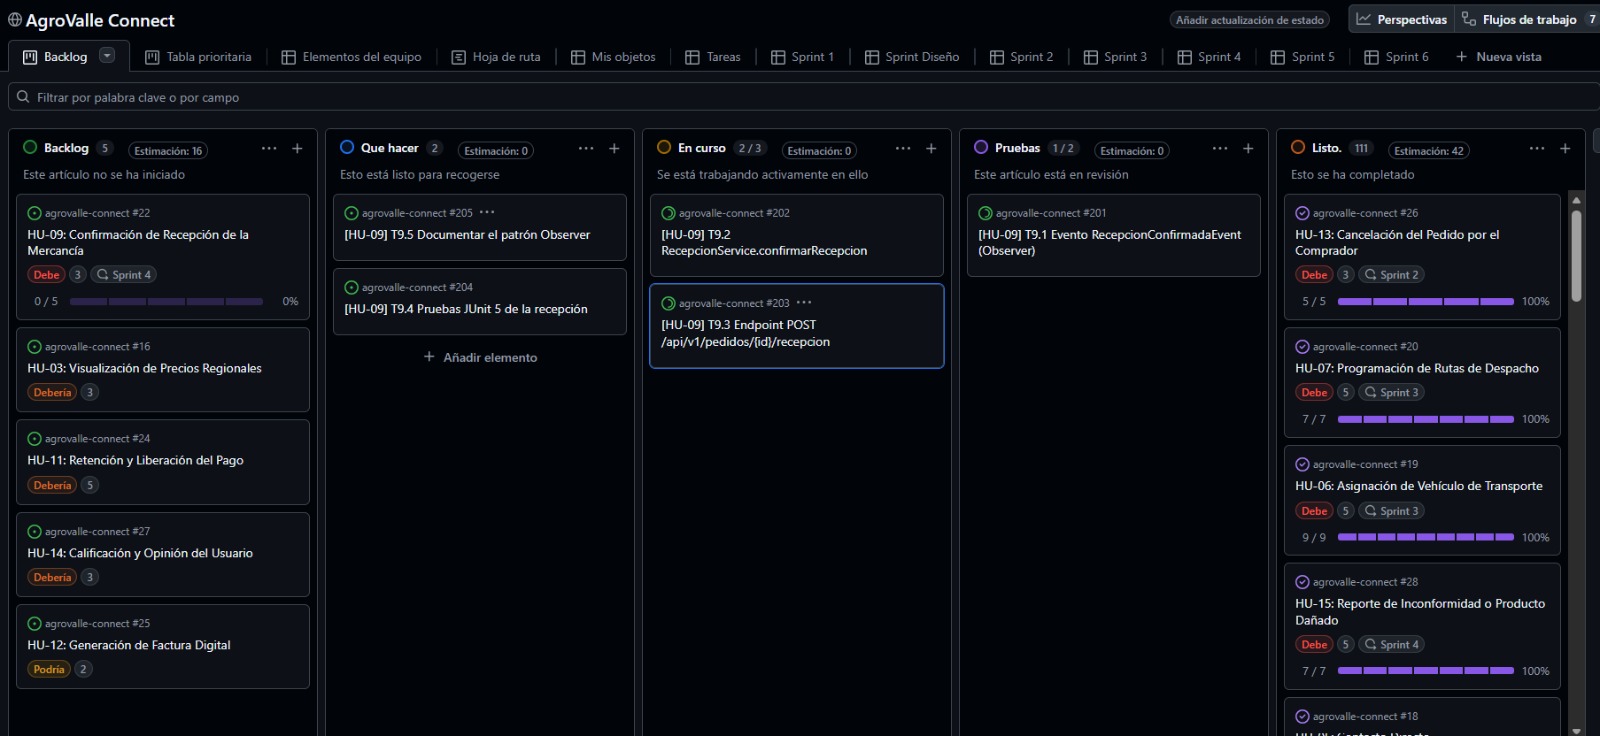 AgroValle Connect
Añadir actualización de estado
Perspectivas
Flujos de trabajo 7
Backlog
Tabla prioritaria
Elementos del equipo
Hoja de ruta
Mis objetos
Tareas
Sprint 1
Sprint Diseño
Sprint 2
Sprint 3
Sprint 4
Sprint 5
Sprint 6
+ Nueva vista
Filtrar por palabra clave o por campo
Backlog 5 Estimación: 16
Este artículo no se ha iniciado
agrovalle-connect #22
HU-09: Confirmación de Recepción de la
Mercancía
Debe 3 Sprint 4
0 / 5 0%
agrovalle-connect #16
HU-03: Visualización de Precios Regionales
Debería 3
agrovalle-connect #24
HU-11: Retención y Liberación del Pago
Debería 5
agrovalle-connect #27
HU-14: Calificación y Opinión del Usuario
Debería 3
agrovalle-connect #25
HU-12: Generación de Factura Digital
Podría 2
Que hacer 2 Estimación: 0
Esto está listo para recogerse
agrovalle-connect #205
[HU-09] T9.5 Documentar el patrón Observer
agrovalle-connect #204
[HU-09] T9.4 Pruebas JUnit 5 de la recepción
+ Añadir elemento
En curso 2 / 3 Estimación: 0
Se está trabajando activamente en ello
agrovalle-connect #202
[HU-09] T9.2
RecepcionService.confirmarRecepcion
agrovalle-connect #203
[HU-09] T9.3 Endpoint POST
/api/v1/pedidos/{id}/recepcion
Pruebas 1 / 2 Estimación: 0
Este artículo está en revisión
agrovalle-connect #201
[HU-09] T9.1 Evento RecepcionConfirmadaEvent
(Observer)
Listo. 111 Estimación: 42
Esto se ha completado
agrovalle-connect #26
HU-13: Cancelación del Pedido por el
Comprador
Debe 3 Sprint 2
5 / 5 100%
agrovalle-connect #20
HU-07: Programación de Rutas de Despacho
Debe 5 Sprint 3
7 / 7 100%
agrovalle-connect #19
HU-06: Asignación de Vehículo de Transporte
Debe 5 Sprint 3
9 / 9 100%
agrovalle-connect #28
HU-15: Reporte de Inconformidad o Producto
Dañado
Debe 5 Sprint 4
7 / 7 100%
agrovalle-connect #18